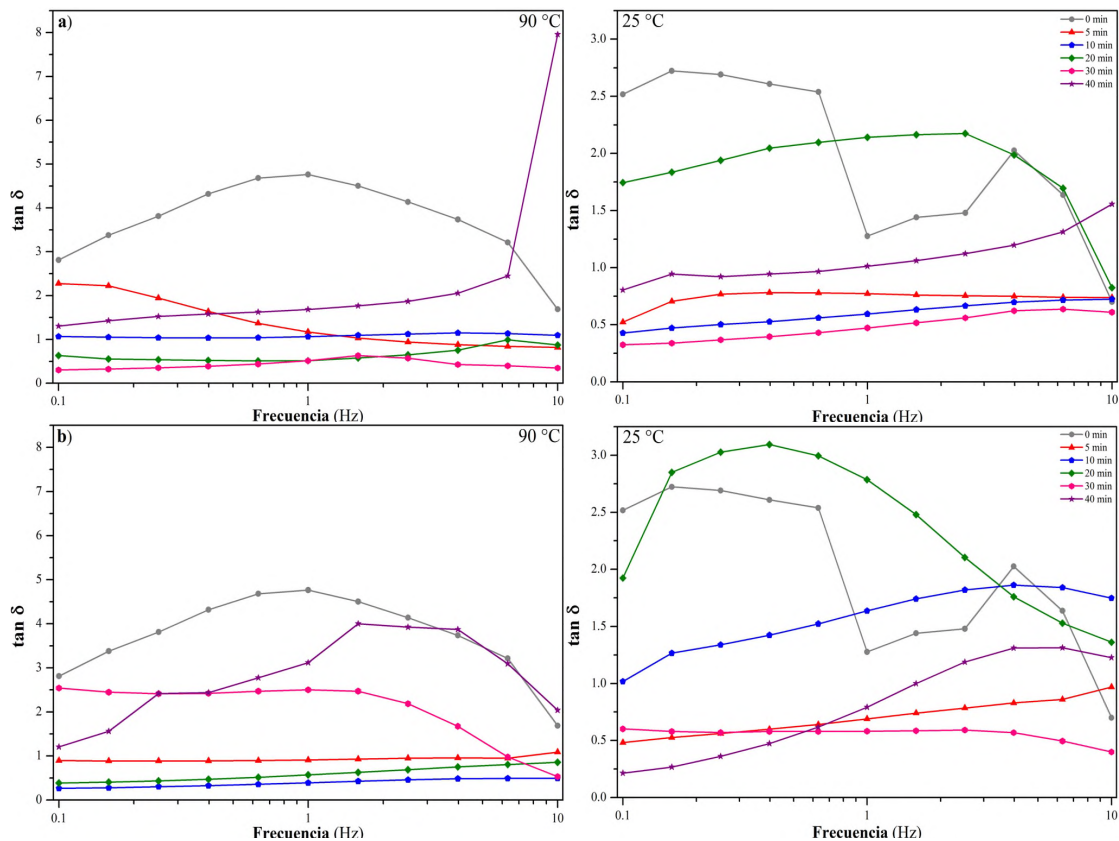 a)
90 °C
tan δ
8
7
6
5
4
3
2
1
0
0.1
1
10
Frecuencia (Hz)
25 °C
0 min
5 min
10 min
20 min
30 min
40 min
tan δ
3.0
2.5
2.0
1.5
1.0
0.5
0.0
0.1
1
10
Frecuencia (Hz)
b)
90 °C
tan δ
8
7
6
5
4
3
2
1
0
0.1
1
10
Frecuencia (Hz)
25 °C
0 min
5 min
10 min
20 min
30 min
40 min
tan δ
3.0
2.5
2.0
1.5
1.0
0.5
0.0
0.1
1
10
Frecuencia (Hz)